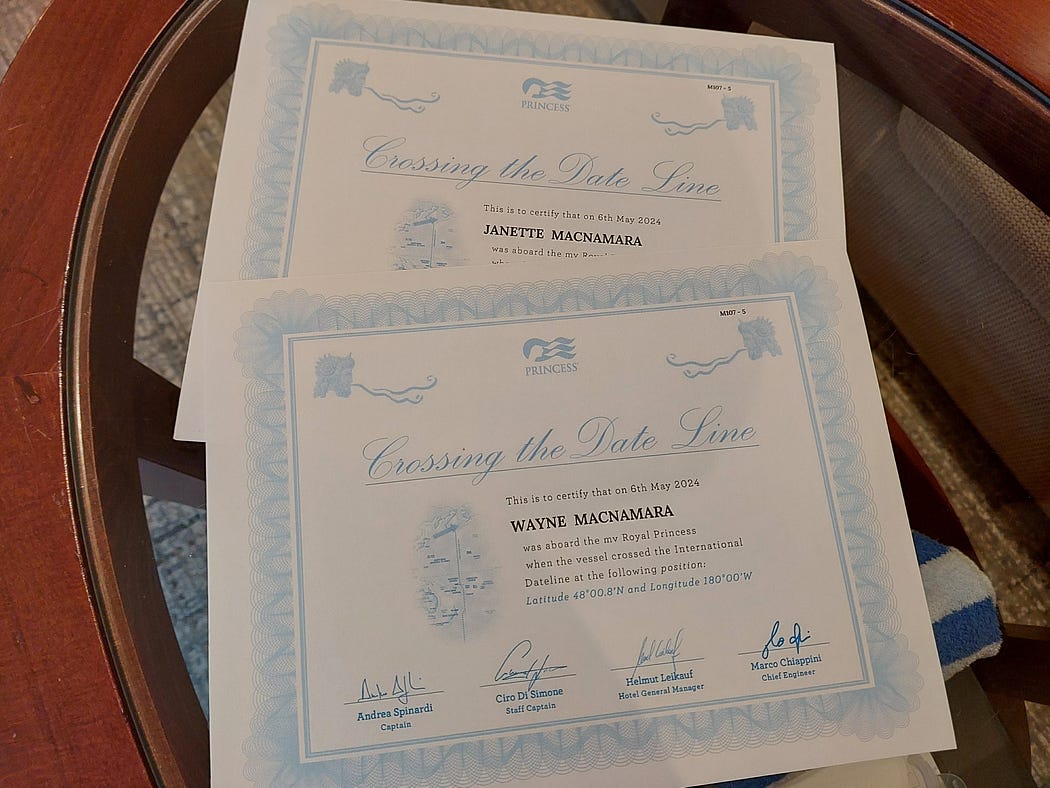 PRINCESS
M107 - 5
Crossing the Date Line
This is to certify that on 6th May 2024
JANETTE MACNAMARA
was aboard the mv Royal
M107 - 5
PRINCESS
Crossing the Date Line
This is to certify that on 6th May 2024
WAYNE MACNAMARA
was aboard the mv Royal Princess
when the vessel crossed the International
Dateline at the following position:
Latitude 48°00.8'N and Longitude 180°00'W
Andrea Spinardi
Captain
Ciro Di Simone
Staff Captain
Helmut Leikauf
Hotel General Manager
Marco Chiappini
Chief Engineer